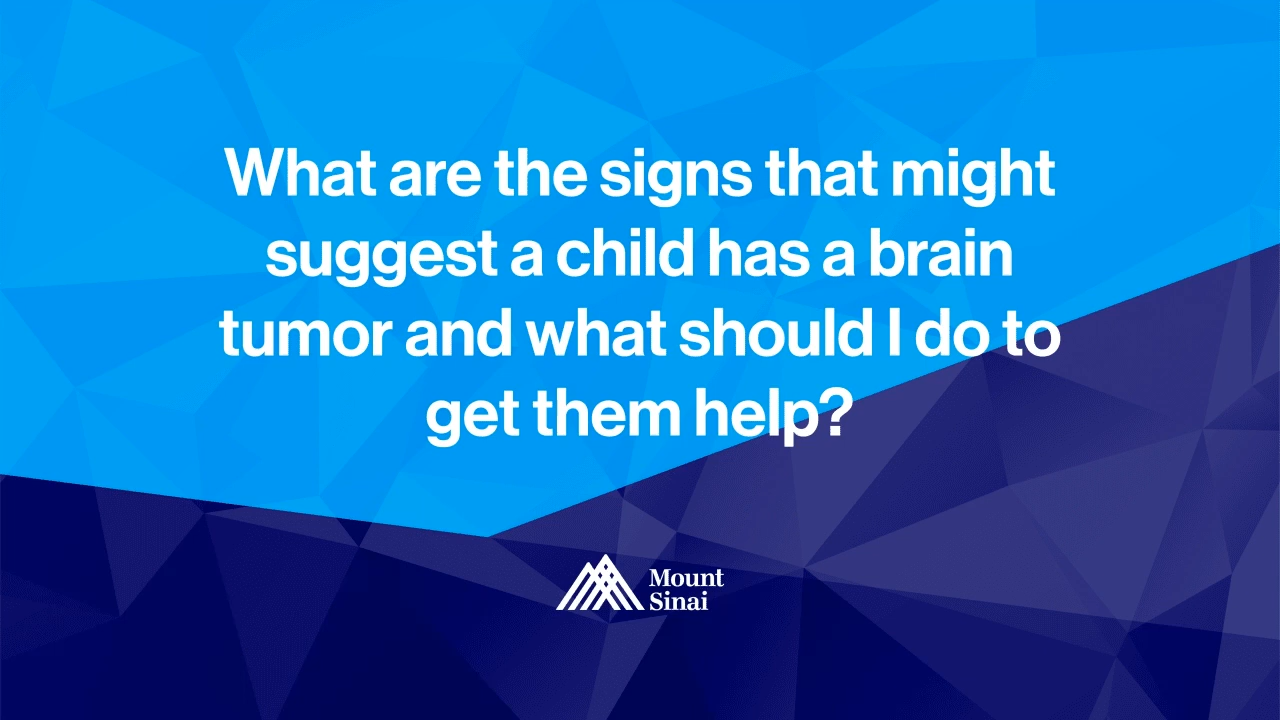 What are the signs that might
suggest a child has a brain
tumor and what should I do to
get them help?
Mount
Sinai